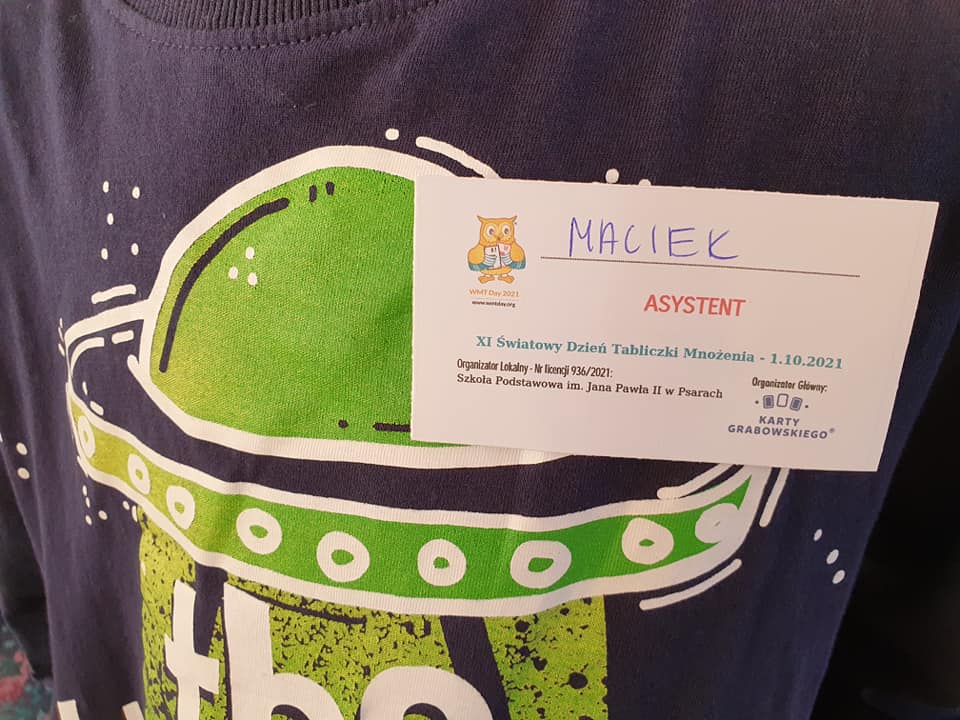 MACIEK
WMT Day 2021
www.wmtday.org
ASYSTENT
XI Światowy Dzień Tabliczki Mnożenia - 1.10.2021
Organizator Lokalny - Nr licencji 936/2021:
Szkoła Podstawowa im. Jana Pawła II w Psarach
Organizator Główny:
KARTY
GRABOWSKIEGO®
the